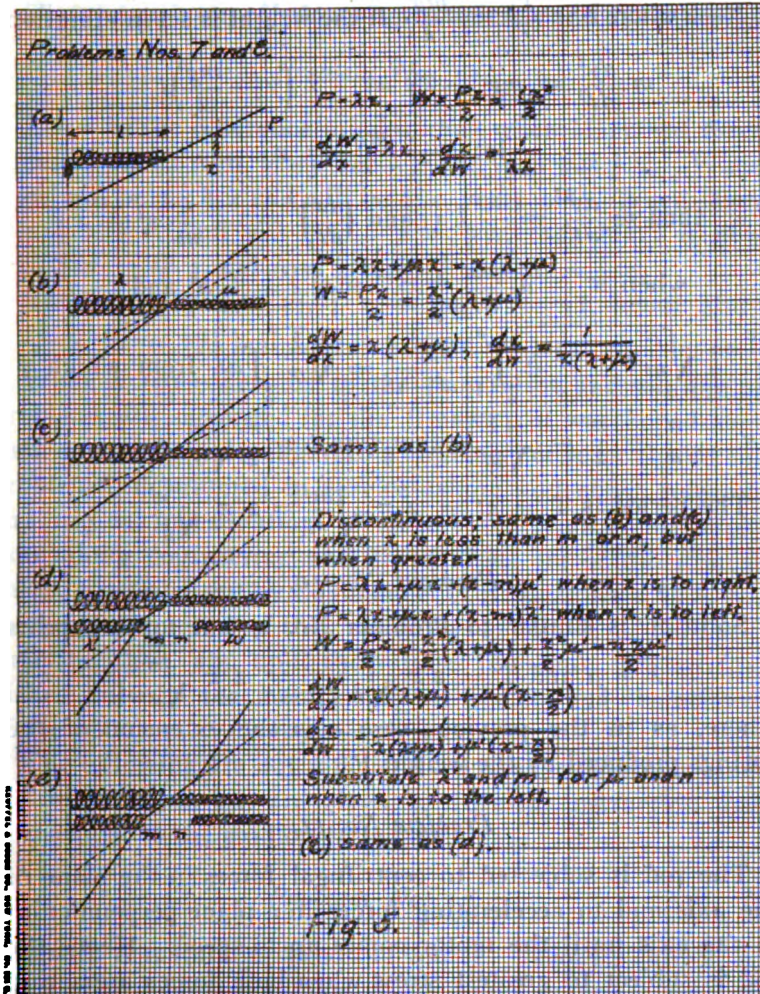 Problems Nos. 7 and 8.
(a)
l
P
x
P = λx, W = Px/2 = λx²/2
dW/dx = λx, dx/dW = 1/λx
(b)
λ
μ
P = λx + μx = x(λ+μ)
W = Px/2 = x²/2 (λ+μ)
dW/dx = x(λ+μ), dx/dW = 1/x(λ+μ)
(c)
Same as (b)
(d)
λ'
m n
μ'
Discontinuous; same as (b) and (c)
when x is less than m or n, but
when greater
P = λx + μx + (x-n)μ' when x is to right,
P = λx + μx + (x-m)λ' when x is to left.
W = Px/2 = x²/2 (λ+μ) + x²/2 μ' - nxμ'/2
dW/dx = x(λ+μ) + μ'(x - n/2)
dx/dW = 1/x(λ+μ) + μ'(x - n/2)
Substitute λ' and m for μ' and n
when x is to the left.
(e)
m n
(e) same as (d).
Fig 5.